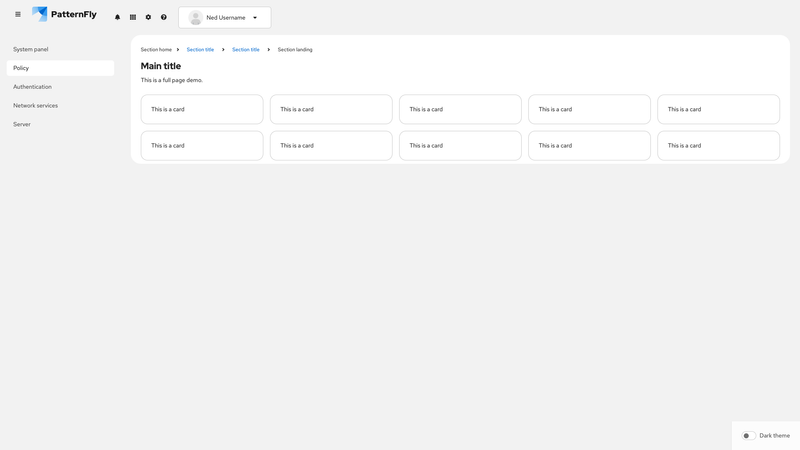 PatternFly
Ned Username
System panel
Policy
Authentication
Network services
Server
Section home Section title Section title Section landing
Main title
This is a full page demo.
This is a card This is a card This is a card This is a card This is a card
This is a card This is a card This is a card This is a card This is a card
Dark theme